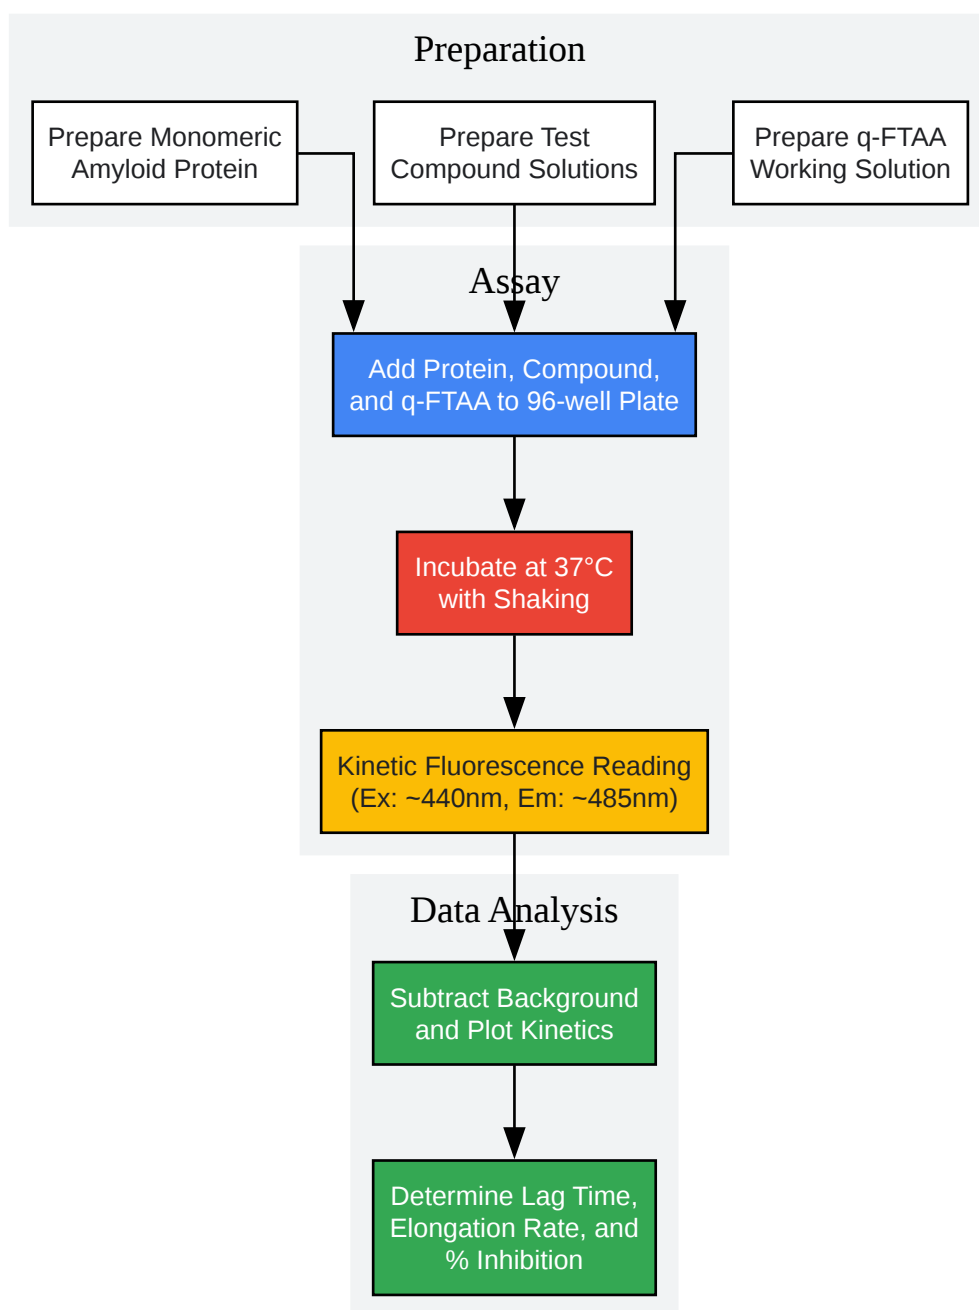 Preparation
Prepare Monomeric
Amyloid Protein
Prepare Test
Compound Solutions
Prepare q-FTAA
Working Solution
Assay
Add Protein, Compound,
and q-FTAA to 96-well Plate
Incubate at 37°C
with Shaking
Kinetic Fluorescence Reading
(Ex: ~440nm, Em: ~485nm)
Data Analysis
Subtract Background
and Plot Kinetics
Determine Lag Time,
Elongation Rate, and
% Inhibition